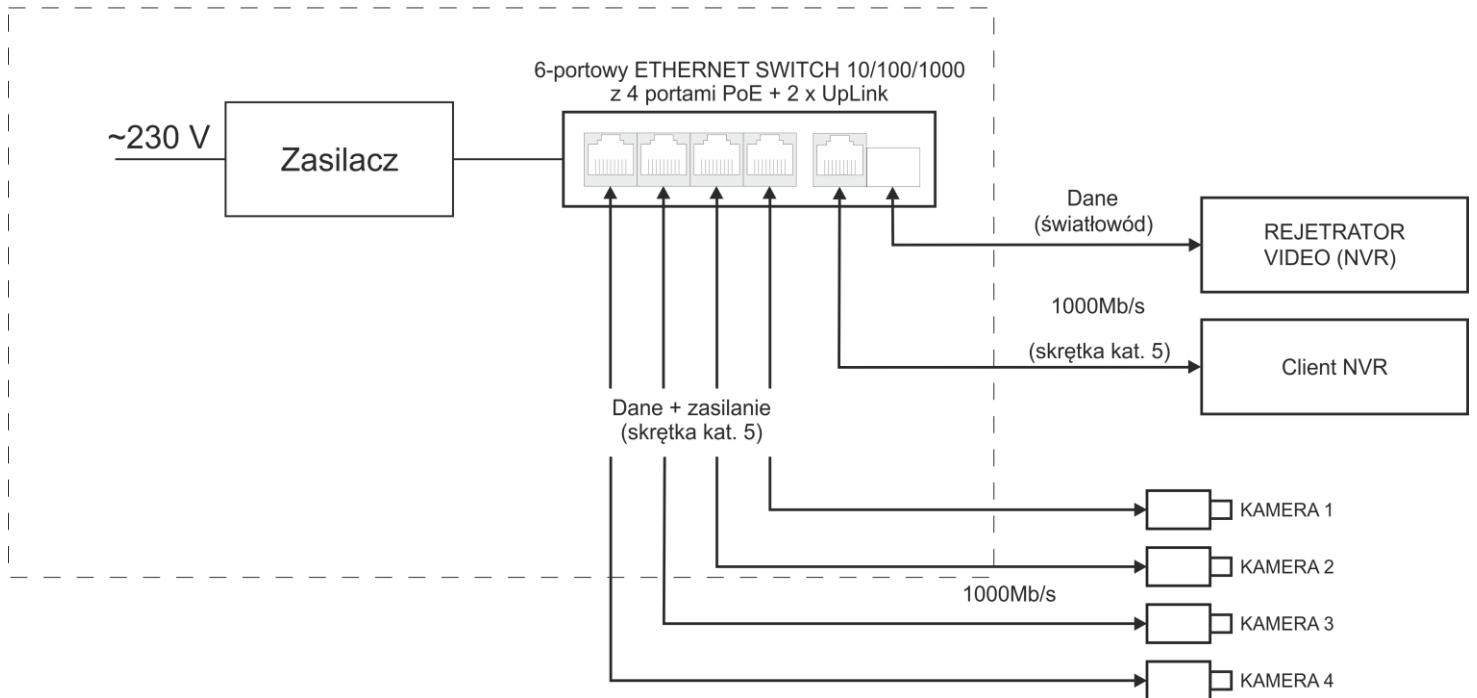 6-portowy ETHERNET SWITCH 10/100/1000
z 4 portami PoE + 2 x UpLink
~230 V
Zasilacz
Dane
(światłowód)
REJETRATOR
VIDEO (NVR)
1000Mb/s
(skrętka kat. 5)
Client NVR
Dane + zasilanie
(skrętka kat. 5)
KAMERA 1
KAMERA 2
1000Mb/s
KAMERA 3
KAMERA 4